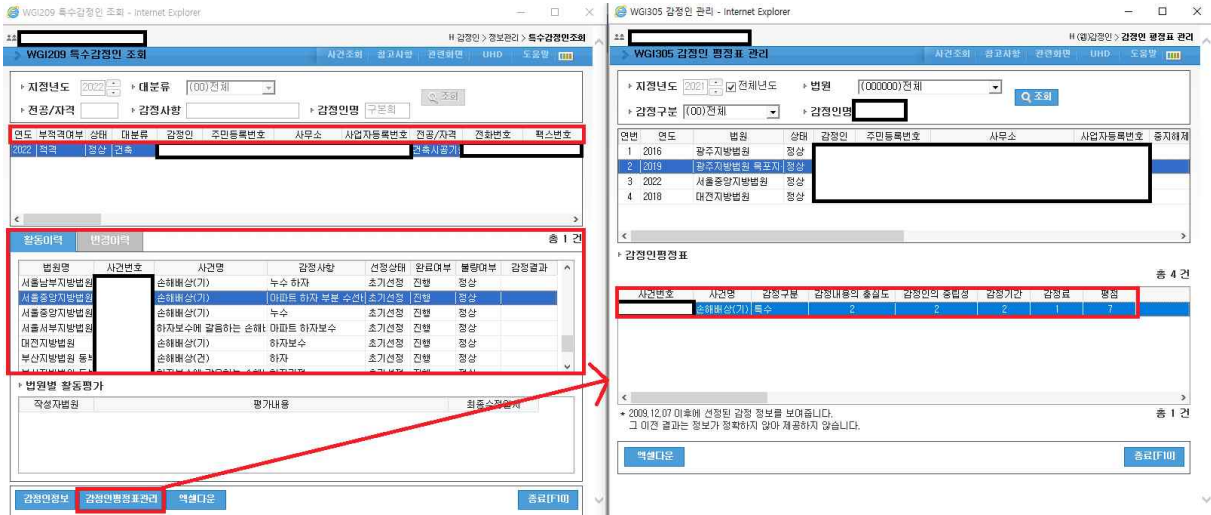 WGI209 특수감정인 조회 - Internet Explorer
H 감정인 > 정보관리 > 특수감정인조회
WGI209 특수감정인 조회
사건조회 참고사항 관련화면 UHD 도움말
지정년도 2022 대분류 (00)전체
조회
전공/자격 감정사항 감정인명 구본희
연도 부적격여부 상태 대분류 감정인 주민등록번호 사무소 사업자등록번호 전공/자격 전화번호 팩스번호
2022 적격 정상 건축 건축시공기
활동이력 변경이력 총 1 건
법원명 사건번호 사건명 감정사항 선정상태 완료여부 불량여부 감정결과
서울남부지방법원 손해배상(기) 누수 하자 초기선정 진행 정상
서울중앙지방법원 손해배상(기) 아파트 하자 부분 수선비 초기선정 진행 정상
서울중앙지방법원 손해배상(기) 누수 초기선정 진행 정상
서울서부지방법원 하자보수에 갈음하는 손해 아파트 하자보수 초기선정 진행 정상
대전지방법원 손해배상(기) 하자보수 초기선정 진행 정상
부산지방법원 동부 손해배상(건) 하자 초기선정 진행 정상
법원별 활동평가
작성자법원 평가내용 최종수정일시
감정인정보 감정인평정표관리 엑셀다운 종료[F10]
WGI305 감정인 관리 - Internet Explorer
H (웹)감정인 > 감정인 평정표 관리
WGI305 감정인 평정표 관리
사건조회 참고사항 관련화면 UHD 도움말
지정년도 2021 전체년도 법원 (000000)전체
조회
감정구분 (00)전체 감정인명
연번 연도 법원 상태 감정인 주민등록번호 사무소 사업자등록번호 중지해제
1 2016 광주지방법원 정상
2 2019 광주지방법원 목포지 정상
3 2022 서울중앙지방법원 정상
4 2018 대전지방법원 정상
감정인평정표
총 4 건
사건번호 사건명 감정구분 감정내용의 충실도 감정인의 중립성 감정기간 감정료 평점
손해배상(기) 특수 2 2 2 1 7
* 2009.12.07 이후에 선정된 감정 정보를 보여줍니다. 총 1 건
그 이전 결과는 정보가 정확하지 않아 제공하지 않습니다.
엑셀다운 종료[F10]